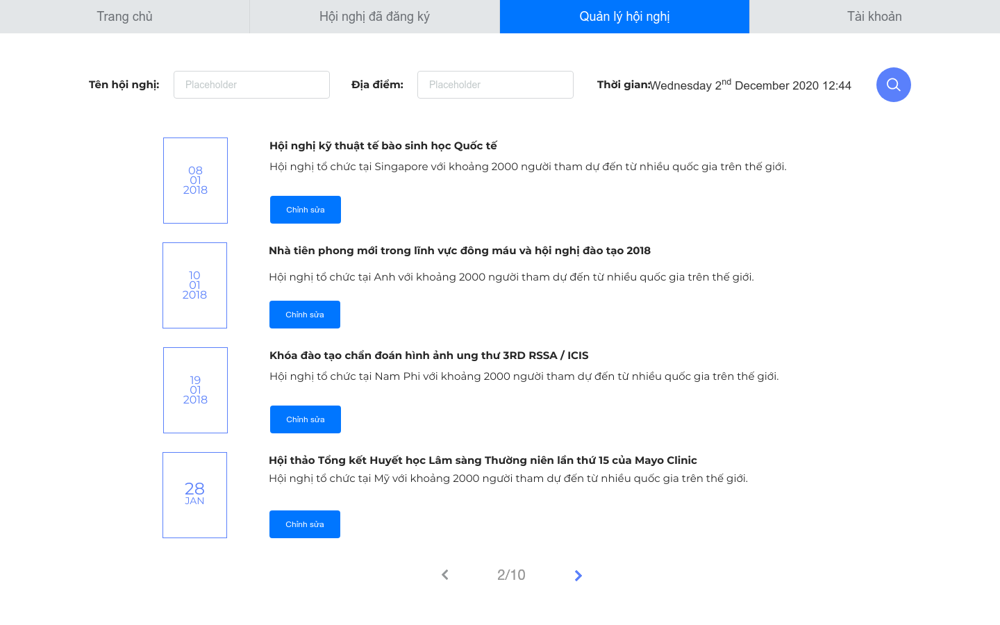 Trang chủ
Hội nghị đã đăng ký
Quản lý hội nghị
Tài khoản
Tên hội nghị:
Placeholder
Địa điểm:
Placeholder
Thời gian:
Wednesday 2nd December 2020 12:44
08
01
2018
Hội nghị kỹ thuật tế bào sinh học Quốc tế
Hội nghị tổ chức tại Singapore với khoảng 2000 người tham dự đến từ nhiều quốc gia trên thế giới.
Chỉnh sửa
10
01
2018
Nhà tiên phong mới trong lĩnh vực đông máu và hội nghị đào tạo 2018
Hội nghị tổ chức tại Anh với khoảng 2000 người tham dự đến từ nhiều quốc gia trên thế giới.
Chỉnh sửa
19
01
2018
Khóa đào tạo chẩn đoán hình ảnh ung thư 3RD RSSA / ICIS
Hội nghị tổ chức tại Nam Phi với khoảng 2000 người tham dự đến từ nhiều quốc gia trên thế giới.
Chỉnh sửa
28
JAN
Hội thảo Tổng kết Huyết học Lâm sàng Thường niên lần thứ 15 của Mayo Clinic
Hội nghị tổ chức tại Mỹ với khoảng 2000 người tham dự đến từ nhiều quốc gia trên thế giới.
Chỉnh sửa
2/10